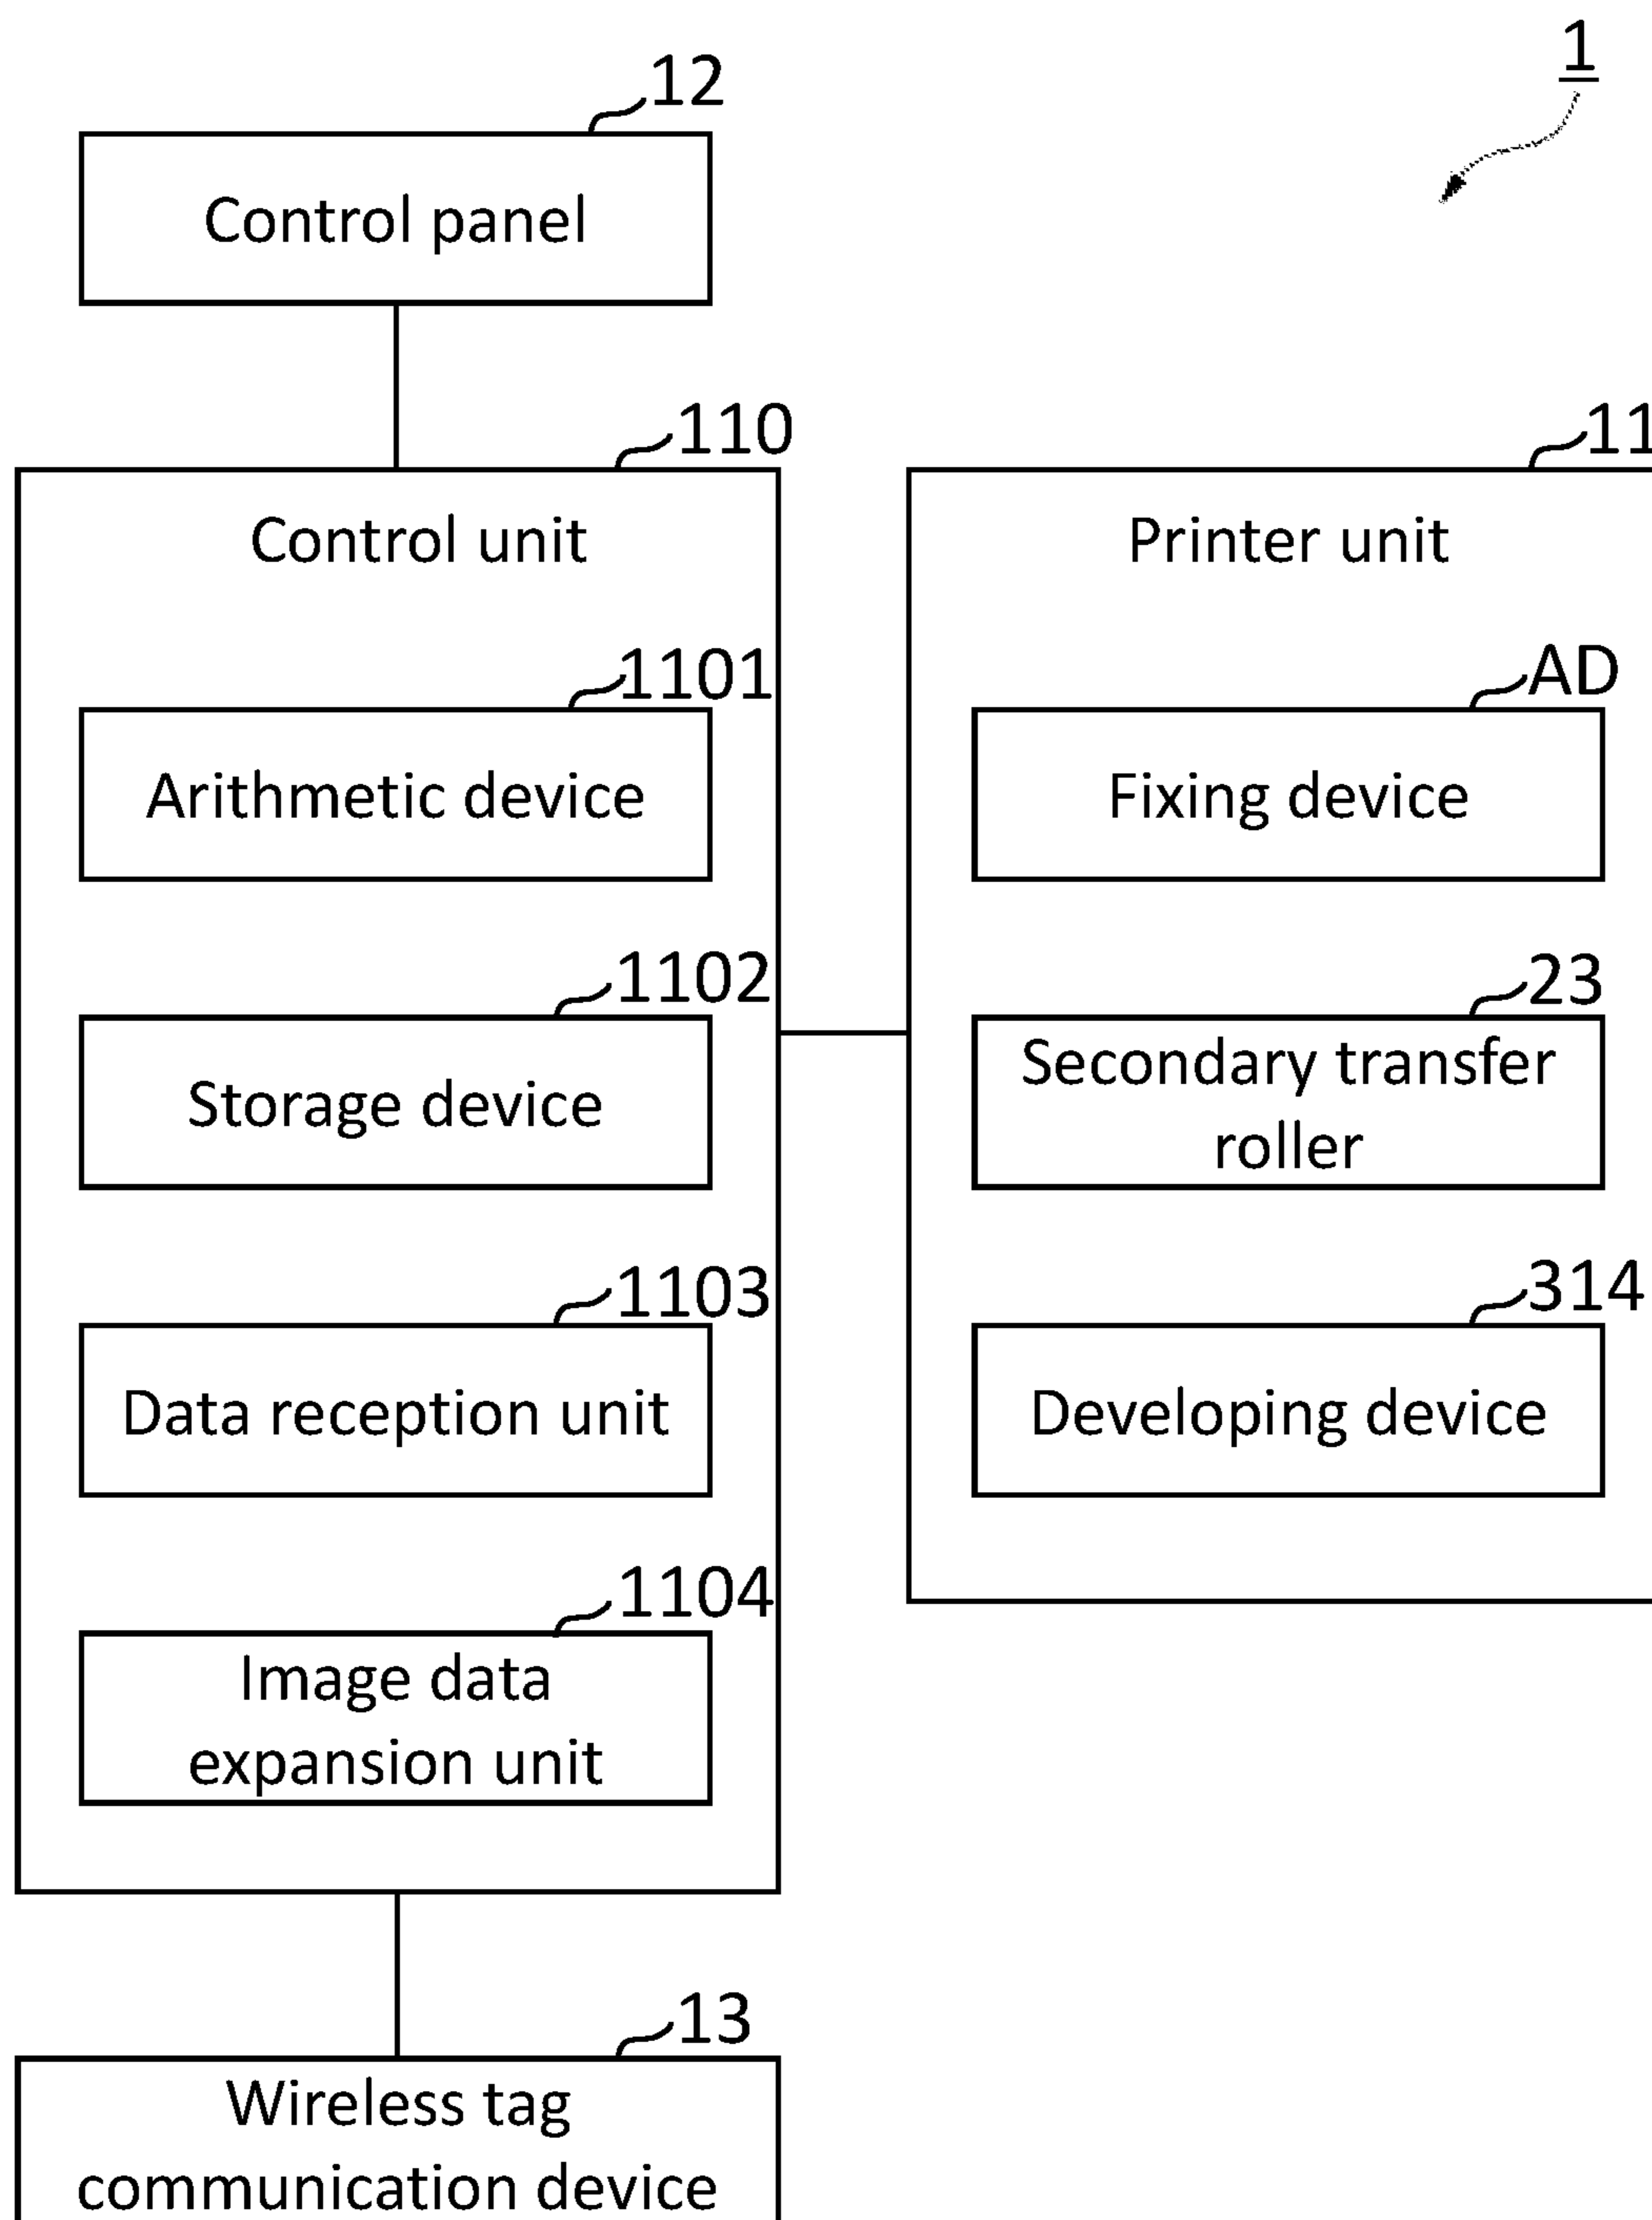 1
12
Control panel
110
Control unit
1101
Arithmetic device
1102
Storage device
1103
Data reception unit
1104
Image data
expansion unit
11
Printer unit
AD
Fixing device
23
Secondary transfer
roller
314
Developing device
13
Wireless tag
communication device